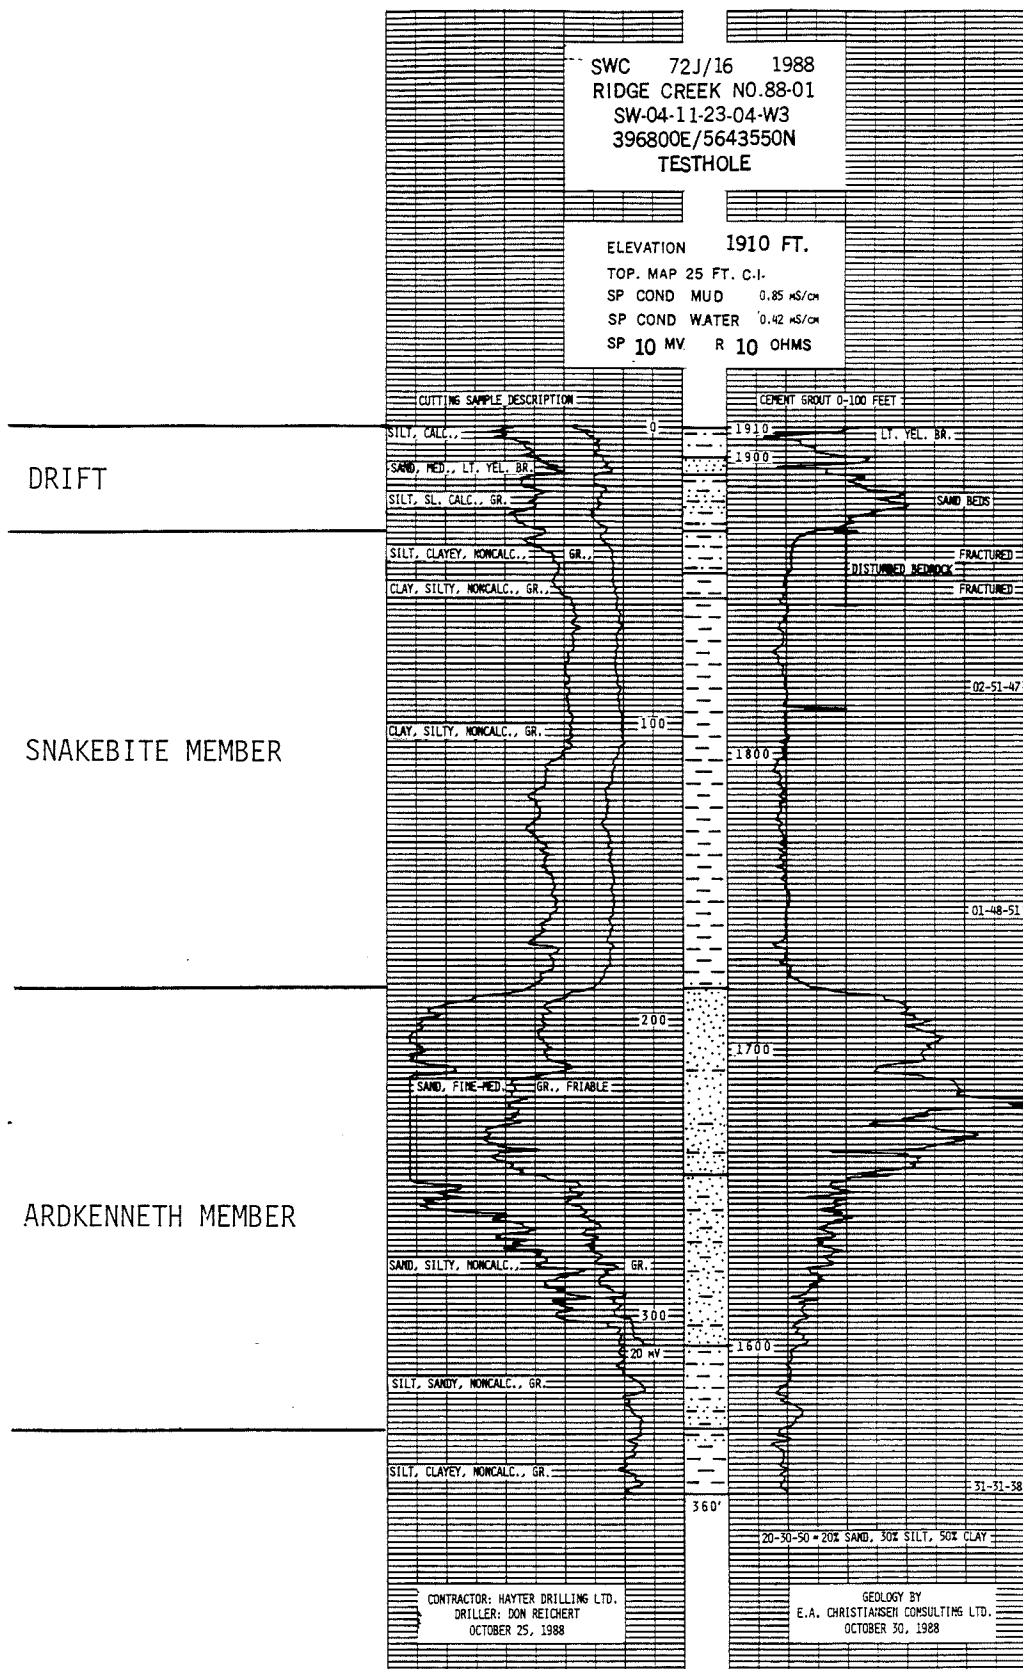 SWC 72J/16 1988
RIDGE CREEK NO.88-01
SW-04-11-23-04-W3
396800E/5643550N
TESTHOLE
ELEVATION 1910 FT.
TOP. MAP 25 FT. C.I.
SP COND MUD 0.85 MS/CM
SP COND WATER 0.42 MS/CM
SP 10 MV R 10 OHMS
CUTTING SAMPLE DESCRIPTION
CEMENT GROUT 0-100 FEET
0
1910
SILT, CALC.,
LT. YEL. BR.
1900
DRIFT
SAND, MED., LT. YEL. BR.
SILT, SL. CALC., GR.
SAND BEDS
SILT, CLAYEY, NONCALC., GR.,
FRACTURED
DISTURBED BEDROCK
CLAY, SILTY, NONCALC., GR.,
FRACTURED
02-51-47
100
CLAY, SILTY, NONCALC., GR.
SNAKEBITE MEMBER
1800
01-48-51
200
1700
SAND, FINE-MED. GR., FRIABLE
ARDKENNETH MEMBER
SAND, SILTY, NONCALC., GR.
300
1600
20 MV
SILT, SANDY, NONCALC., GR.
SILT, CLAYEY, NONCALC., GR.
31-31-38
360'
20-30-50 = 20% SAND, 30% SILT, 50% CLAY
CONTRACTOR: HAYTER DRILLING LTD.
DRILLER: DON REICHERT
OCTOBER 25, 1988
GEOLOGY BY
E.A. CHRISTIANSEN CONSULTING LTD.
OCTOBER 30, 1988